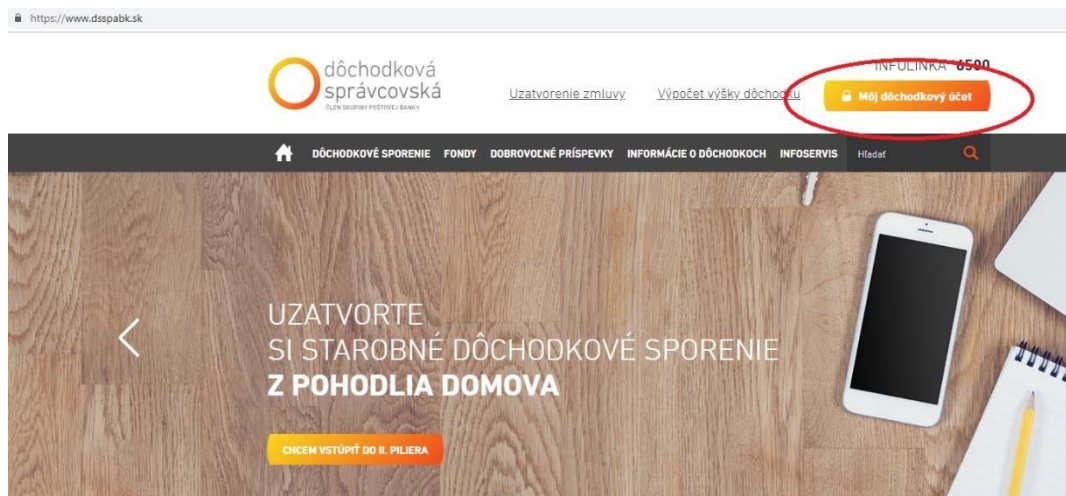 https://www.dsspabk.sk
dôchodková
správcovská
ČLEN SKUPINY POŠTOVEJ BANKY
Uzatvorenie zmluvy
Výpočet výšky dôchodku
INFOLINKA *6500
Môj dôchodkový účet
DÔCHODKOVÉ SPORENIE FONDY DOBROVOĽNÉ PRÍSPEVKY INFORMÁCIE O DÔCHODKOCH INFOSERVIS Hľadať
UZATVORTE
SI STAROBNÉ DÔCHODKOVÉ SPORENIE
Z POHODLIA DOMOVA
CHCEM VSTÚPIŤ DO II. PILIERA